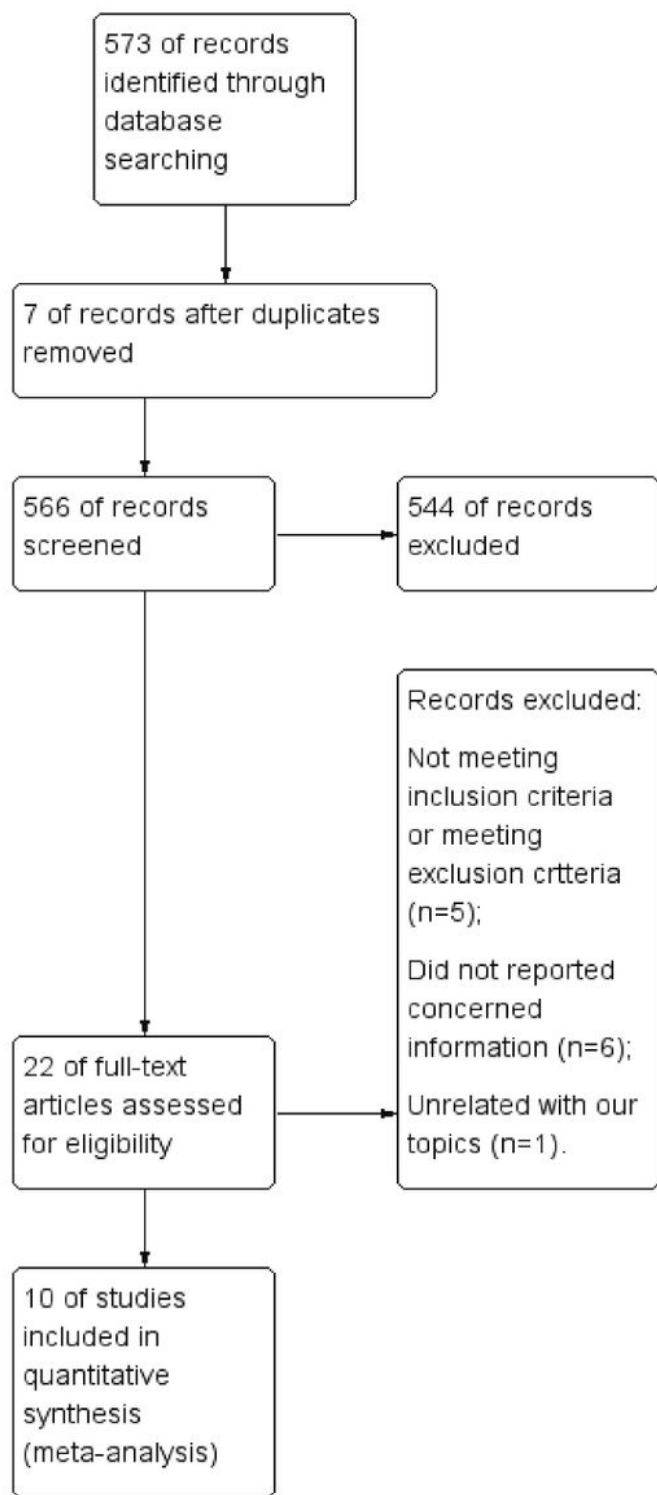 573 of records
identified through
database
searching
7 of records after duplicates
removed
566 of records
screened
544 of records
excluded
Records excluded:
Not meeting
inclusion criteria
or meeting
exclusion crtteria
(n=5);
Did not reported
concerned
information (n=6);
Unrelated with our
topics (n=1).
22 of full-text
articles assessed
for eligibility
10 of studies
included in
quantitative
synthesis
(meta-analysis)